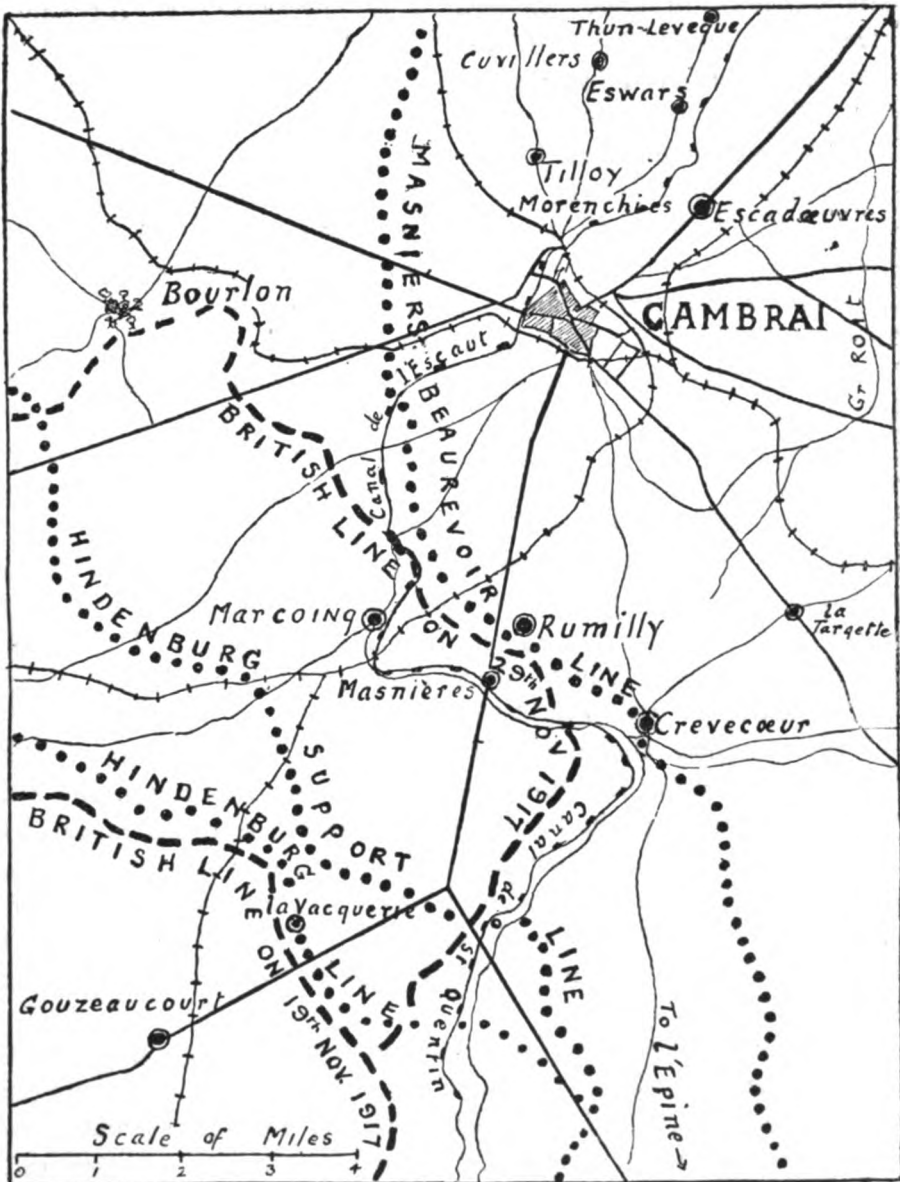 Thun-Leveque
Cuvillers
Eswars
Tilloy
Morenchies
Escadœuvres
MASNIERS BEAUREVOIR LINE
Bourlon
CAMBRAI
Canal de l'Escaut
BRITISH LINE ON 29th NOV 1917
HINDENBURG SUPPORT LINE
Marcoing
Rumilly
la
Targette
Masnières
Crevecœur
HINDENBURG LINE
BRITISH LINE ON 19th NOV. 1917
Canal de St Quentin
la Vacquerie
Gouzeaucourt
To l'Epine
Scale of Miles
0 1 2 3 4